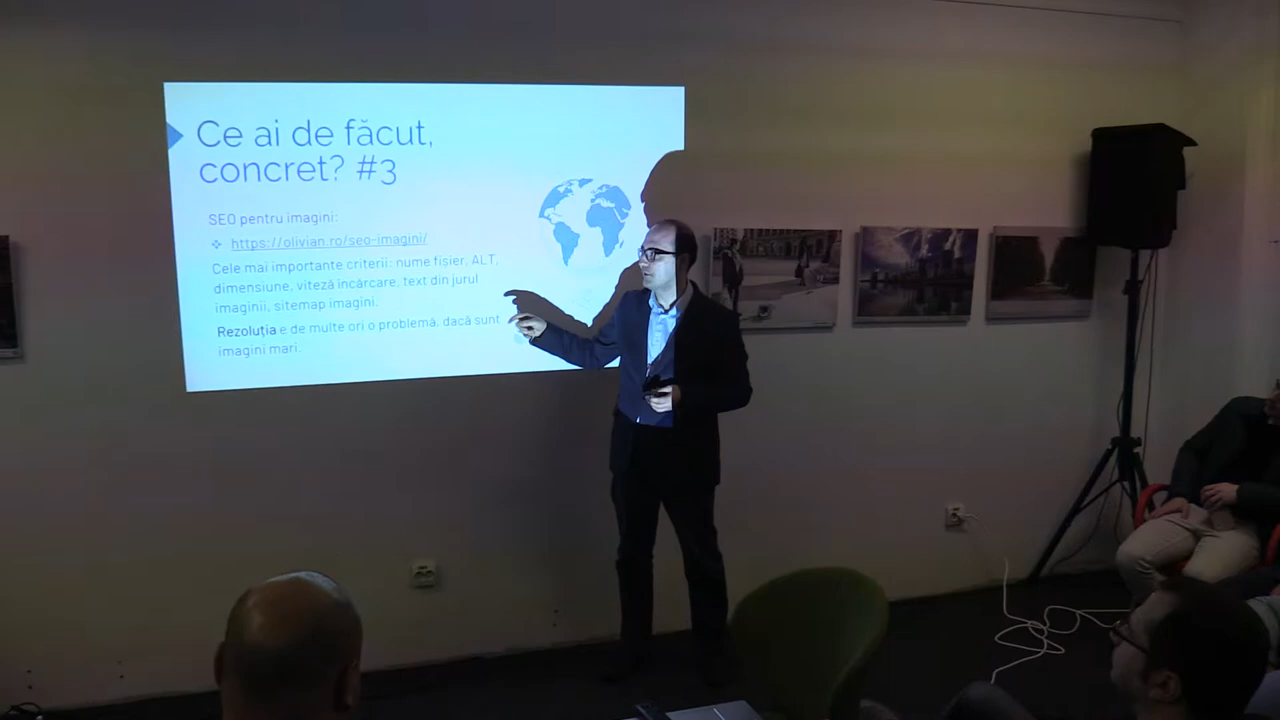 Ce ai de făcut,
concret? #3
SEO pentru imagini:
https://olivian.ro/seo-imagini/
Cele mai importante criterii: nume fișier, ALT,
dimensiune, viteză încărcare, text din jurul
imaginii, sitemap imagini.
Rezoluția e de multe ori o problemă, dacă sunt
imagini mari.